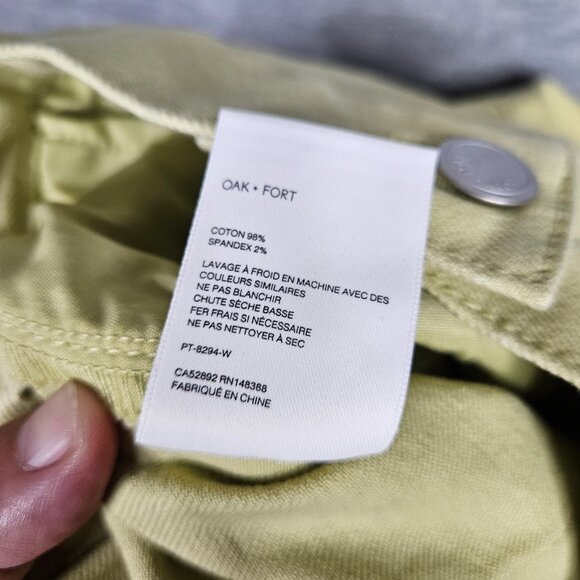 OAK + FORT
COTON 98%
SPANDEX 2%
LAVAGE À FROID EN MACHINE AVEC DES
COULEURS SIMILAIRES
NE PAS BLANCHIR
CHUTE SÈCHE BASSE
FER FRAIS SI NÉCESSAIRE
NE PAS NETTOYER À SEC
PT-8294-W
CA52892 RN148388
FABRIQUÉ EN CHINE